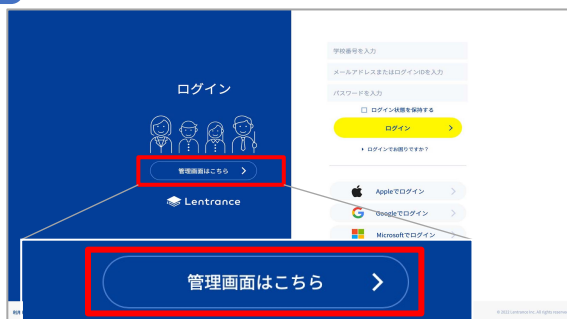 ログイン
管理画面はこちら
Lentrance
学校番号を入力
メールアドレスまたはログインIDを入力
パスワードを入力
ログイン状態を保持する
ログイン
ログインでお困りですか?
Appleでログイン
Googleでログイン
Microsoftでログイン
管理画面はこちら
© 2022 Lentrance Inc. All rights reserved